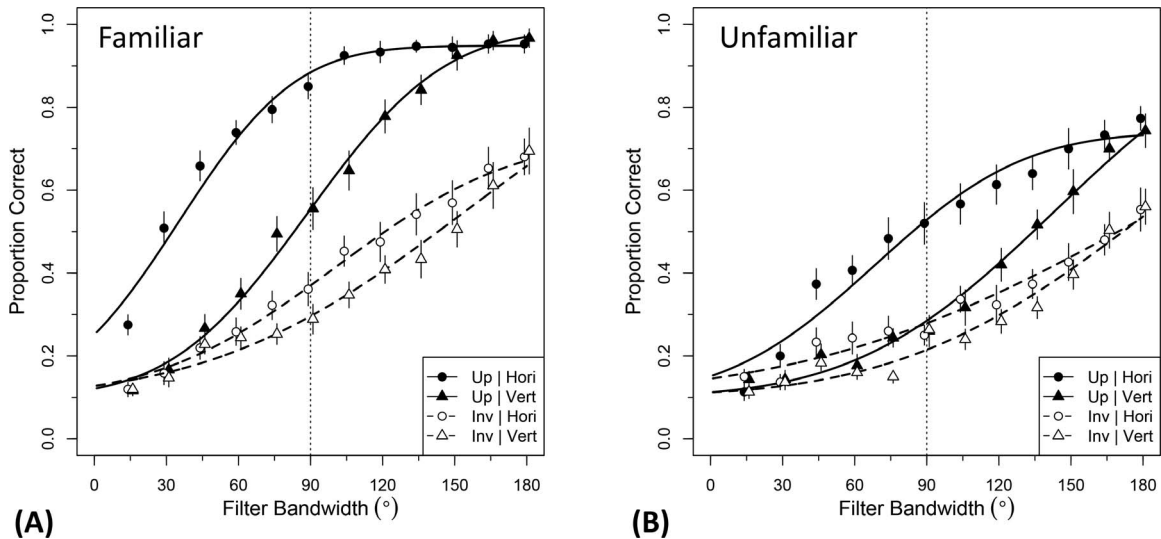 Familiar
Proportion Correct
1.0
0.8
0.6
0.4
0.2
0.0
Up | Hori
Up | Vert
Inv | Hori
Inv | Vert
0 30 60 90 120 150 180
Filter Bandwidth (°)
(A)
Unfamiliar
Proportion Correct
1.0
0.8
0.6
0.4
0.2
0.0
Up | Hori
Up | Vert
Inv | Hori
Inv | Vert
0 30 60 90 120 150 180
Filter Bandwidth (°)
(B)